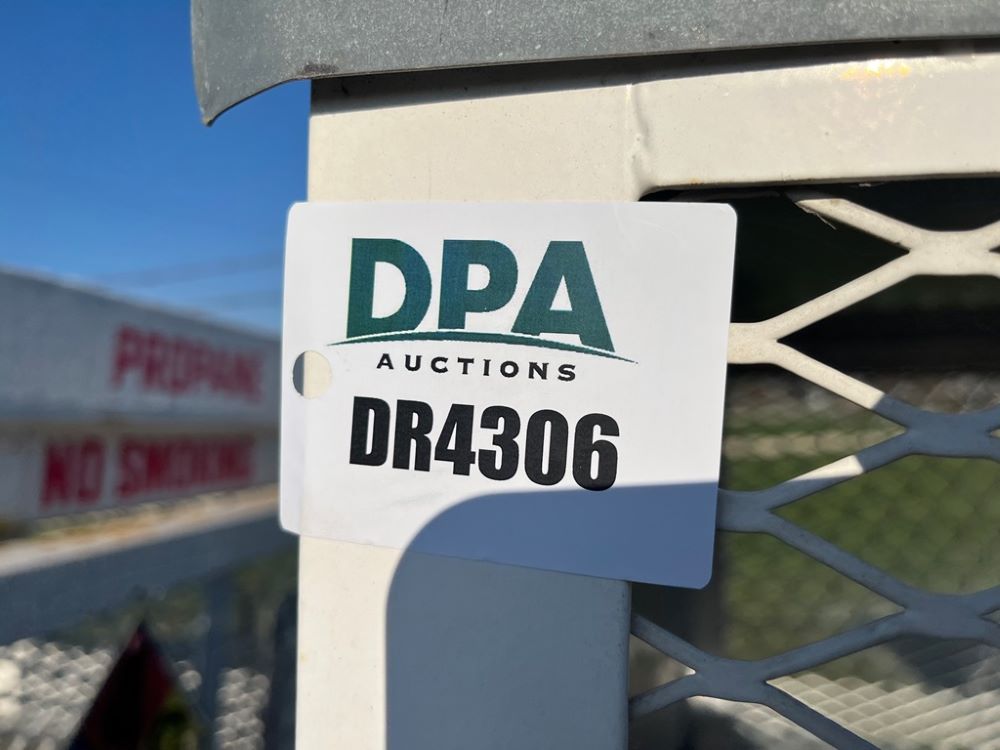 DPA
AUCTIONS
DR4306
PROPANE
NO SMOKING